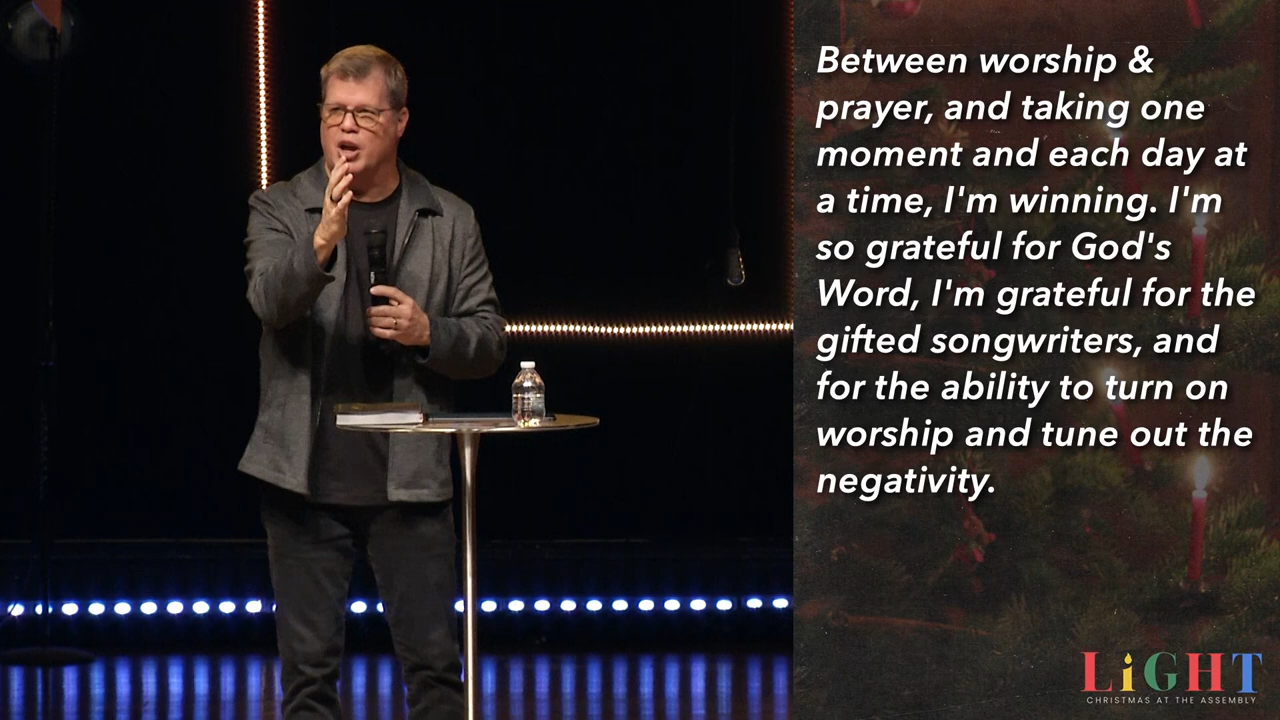 Between worship &
prayer, and taking one
moment and each day at
a time, I'm winning. I'm
so grateful for God's
Word, I'm grateful for the
gifted songwriters, and
for the ability to turn on
worship and tune out the
negativity.
LiGHT
CHRISTMAS AT THE ASSEMBLY